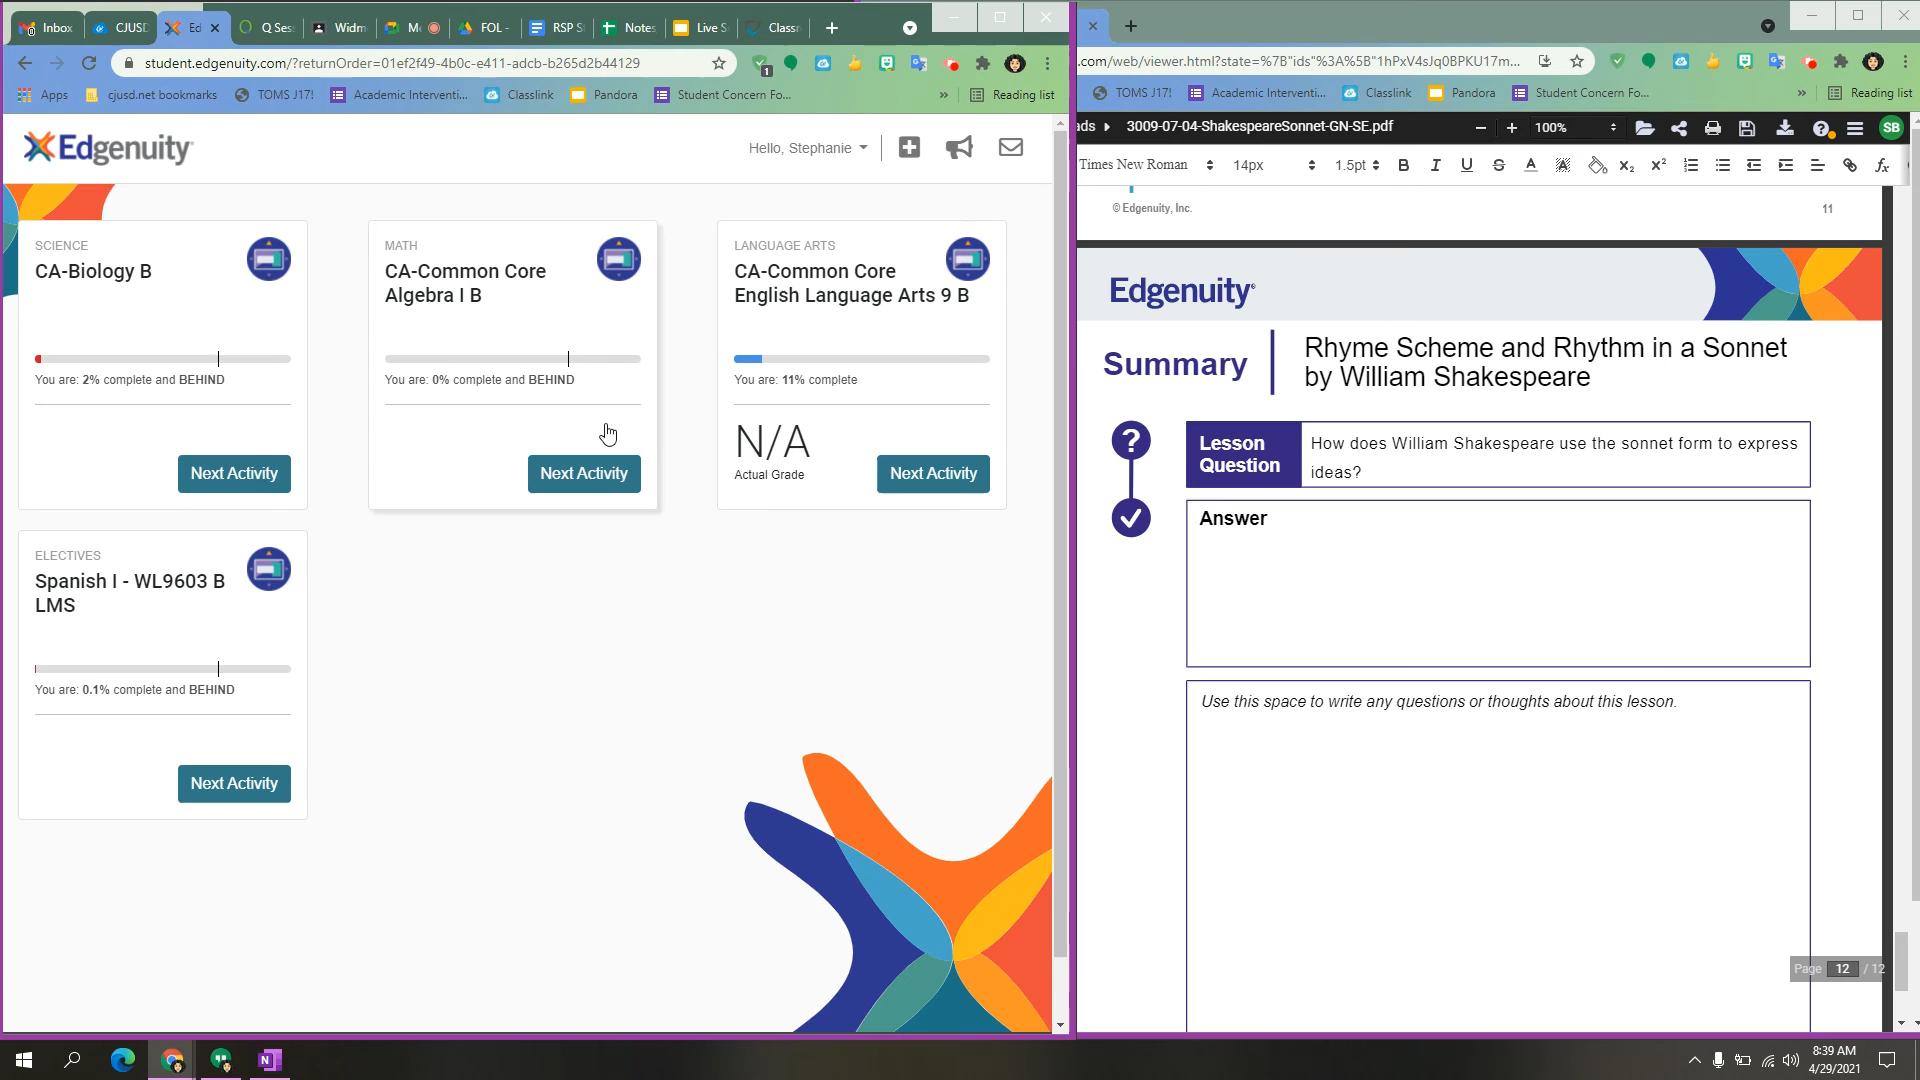 Inbox
CJUSD
Ed
Q Ses
Widm
M
FOL -
RSP S
Notes
Live S
Classr
student.edgenuity.com/?returnOrder=01ef2f49-4b0c-e411-adcb-b265d2b44129
1
Apps
cjusd.net bookmarks
TOMS J17!
Academic Interventi...
Classlink
Pandora
Student Concern Fo...
»
Reading list
Edgenuity
Hello, Stephanie
SCIENCE
CA-Biology B
You are: 2% complete and BEHIND
Next Activity
MATH
CA-Common Core
Algebra I B
You are: 0% complete and BEHIND
Next Activity
LANGUAGE ARTS
CA-Common Core
English Language Arts 9 B
You are: 11% complete
N/A
Actual Grade
Next Activity
ELECTIVES
Spanish I - WL9603 B
LMS
You are: 0.1% complete and BEHIND
Next Activity
.com/web/viewer.html?state=%7B"ids"%3A%5B"1hPxV4sJq0BPKU17m...
TOMS J17!
Academic Interventi...
Classlink
Pandora
Student Concern Fo...
»
Reading list
ads
3009-07-04-ShakespeareSonnet-GN-SE.pdf
100%
SB
Times New Roman
14px
1.5pt
© Edgenuity, Inc.
11
Edgenuity
Summary
Rhyme Scheme and Rhythm in a Sonnet
by William Shakespeare
?
Lesson
Question
How does William Shakespeare use the sonnet form to express
ideas?
Answer
Use this space to write any questions or thoughts about this lesson.
Page 12 / 12
8:39 AM
4/29/2021